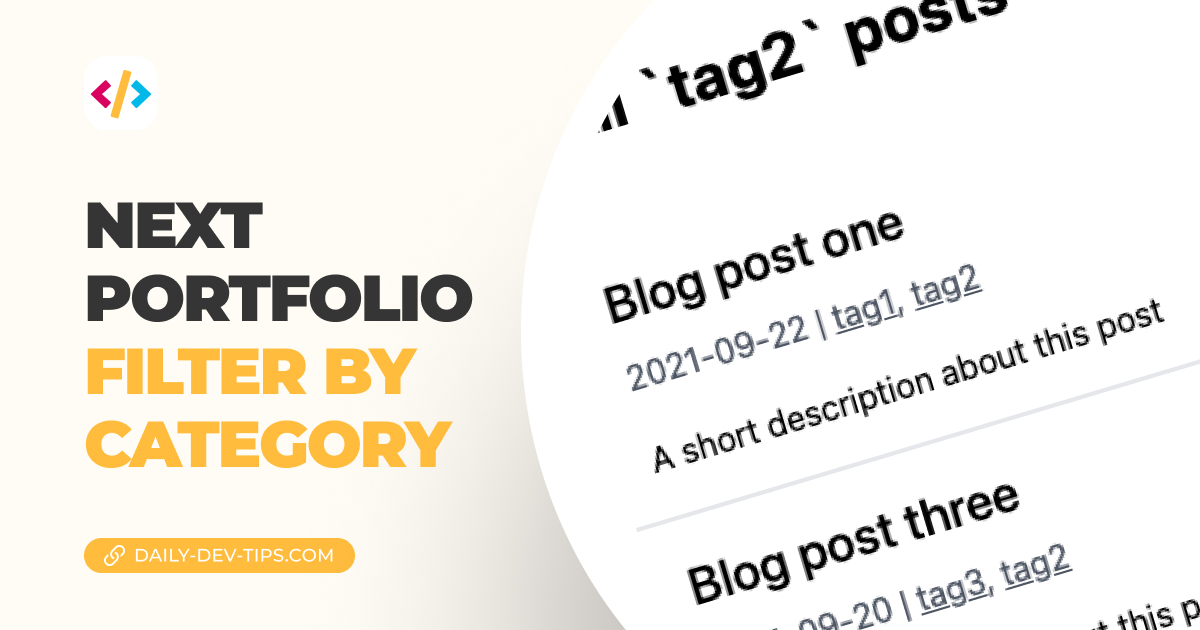 NEXT
PORTFOLIO
FILTER BY
CATEGORY
DAILY-DEV-TIPS.COM
`tag2` posts
Blog post one
2021-09-22 | tag1, tag2
A short description about this post
Blog post three
09-20 | tag3, tag2
this